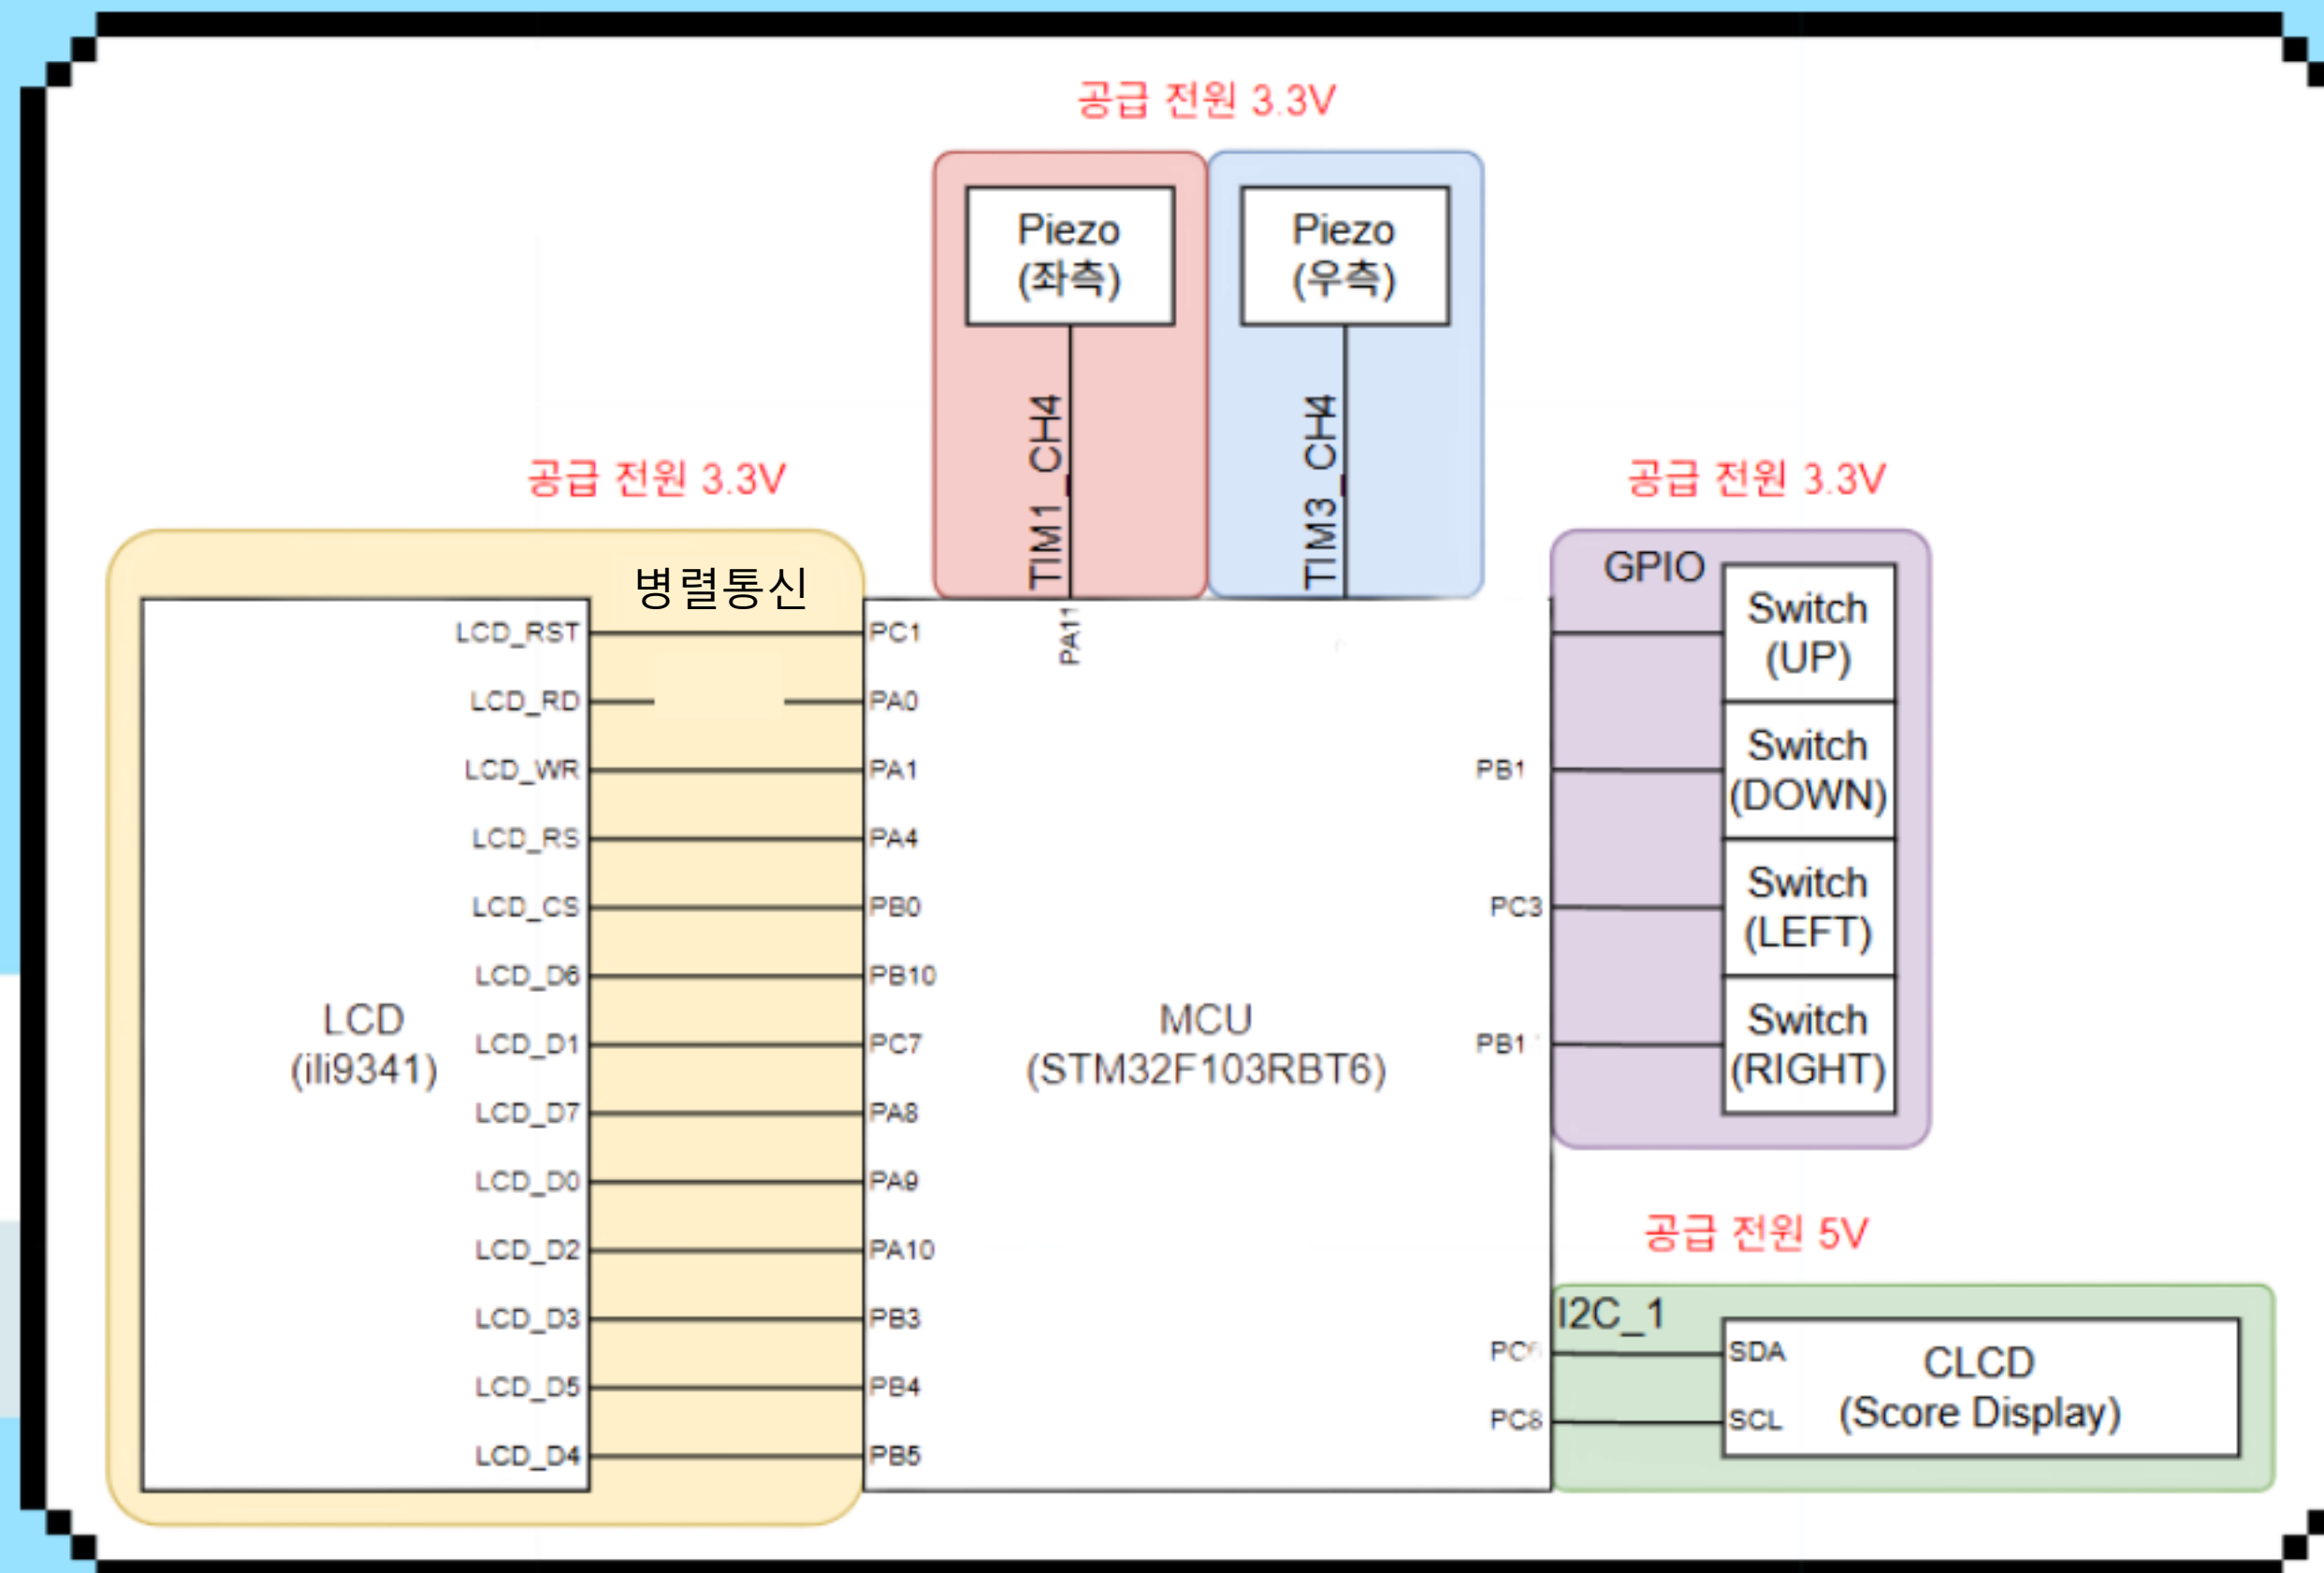 공급 전원 3.3V
Piezo
(좌측)
Piezo
(우측)
TIM1_CH4
TIM3_CH4
공급 전원 3.3V
공급 전원 3.3V
병렬통신
GPIO
LCD_RST
PC1
PA11
Switch
(UP)
LCD_RD
PA0
LCD_WR
PA1
PB1
Switch
(DOWN)
LCD_RS
PA4
LCD_CS
PB0
PC3
Switch
(LEFT)
LCD_D6
PB10
LCD
(ili9341)
MCU
(STM32F103RBT6)
LCD_D1
PC7
PB1
Switch
(RIGHT)
LCD_D7
PA8
LCD_D0
PA9
공급 전원 5V
LCD_D2
PA10
I2C_1
LCD_D3
PB3
SDA
CLCD
(Score Display)
LCD_D5
PB4
PC8
SCL
LCD_D4
PB5